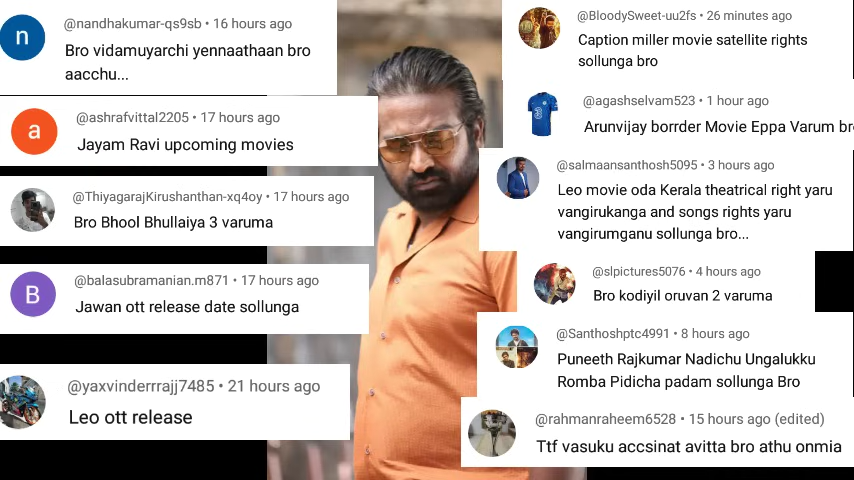 @nandhakumar-qs9sb • 16 hours ago
Bro vidamuyarchi yennaathaan bro
aacchu...
@ashrafvittal2205 • 17 hours ago
a
Jayam Ravi upcoming movies
@ThiyagarajKirushanthan-xq4oy • 17 hours ago
Bro Bhool Bhullaiya 3 varuma
@balasubramanian.m871 • 17 hours ago
B
Jawan ott release date sollunga
@yaxvinderrrajj7485 • 21 hours ago
Leo ott release
n
@BloodySweet-uu2fs • 26 minutes ago
Caption miller movie satellite rights
sollunga bro
@agashselvam523 • 1 hour ago
Arunvijay borrder Movie Eppa Varum br
@salmaansanthosh5095 • 3 hours ago
Leo movie oda Kerala theatrical right yaru
vangirukanga and songs rights yaru
vangirumganu sollunga bro...
@slpictures5076 • 4 hours ago
Bro kodiyil oruvan 2 varuma
@Santhoshptc4991 • 8 hours ago
Puneeth Rajkumar Nadichu Ungalukku
Romba Pidicha padam sollunga Bro
@rahmanraheem6528 • 15 hours ago (edited)
Ttf vasuku accsinat avitta bro athu onmia